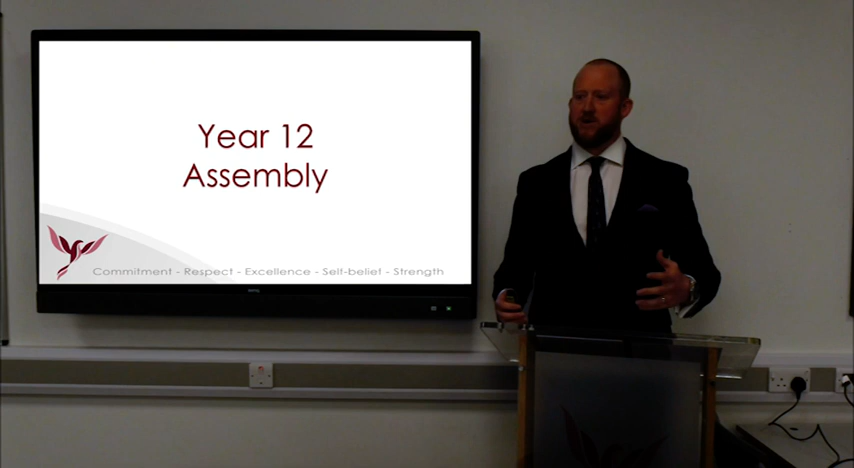 Year 12
Assembly
Commitment - Respect - Excellence - Self-belief - Strength